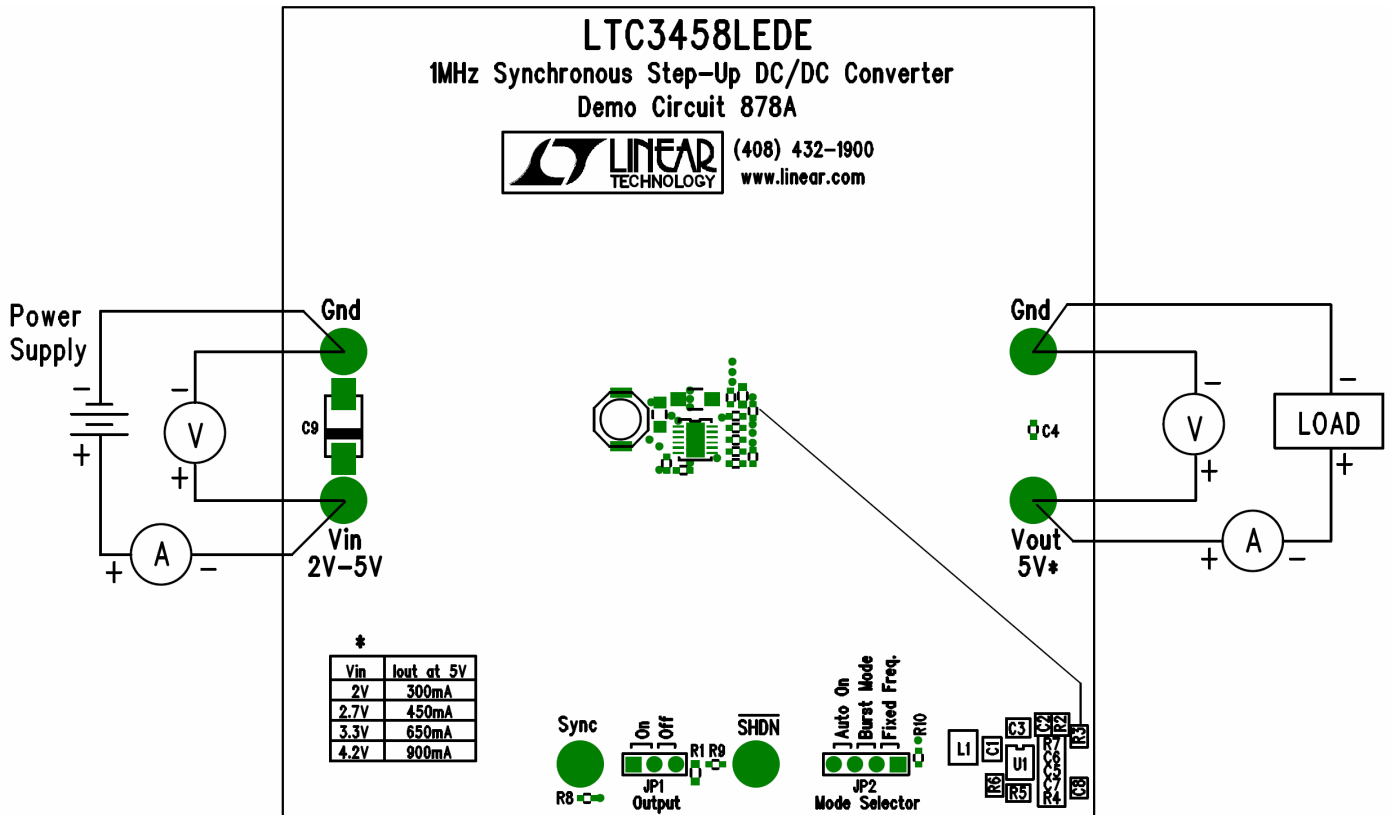 LTC3458LEDE
1MHz Synchronous Step-Up DC/DC Converter
Demo Circuit 878A
LT LINEAR
TECHNOLOGY
(408) 432-1900
www.linear.com
Power
Supply
-
+
-
V
+
+
A
-
Gnd
C9
Vin
2V-5V
Gnd
C4
Vout
5V*
-
V
+
+
A
-
-
LOAD
+
*
Vin Iout at 5V
2V 300mA
2.7V 450mA
3.3V 650mA
4.2V 900mA
Sync
R8
On
Off
JP1
Output
R1
R9
SHDN
Auto On
Burst Mode
Fixed Freq.
JP2
Mode Selector
R10
L1
C1
C3
U1
R6
R5
C2
R2
R3
R7
C6
C5
C7
R4
C8